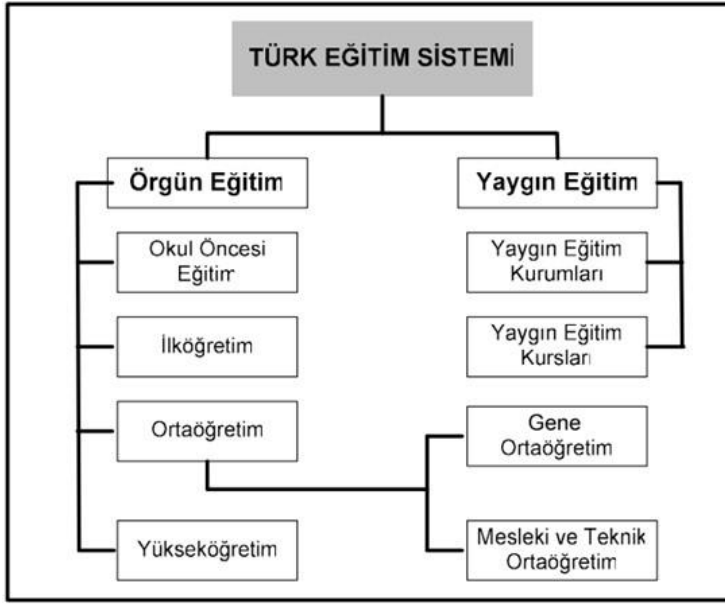 TÜRK EĞİTİM SİSTEMİ
Örgün Eğitim
Yaygın Eğitim
Okul Öncesi
Eğitim
Yaygın Eğitim
Kurumları
İlköğretim
Yaygın Eğitim
Kursları
Ortaöğretim
Gene
Ortaöğretim
Yükseköğretim
Mesleki ve Teknik
Ortaöğretim